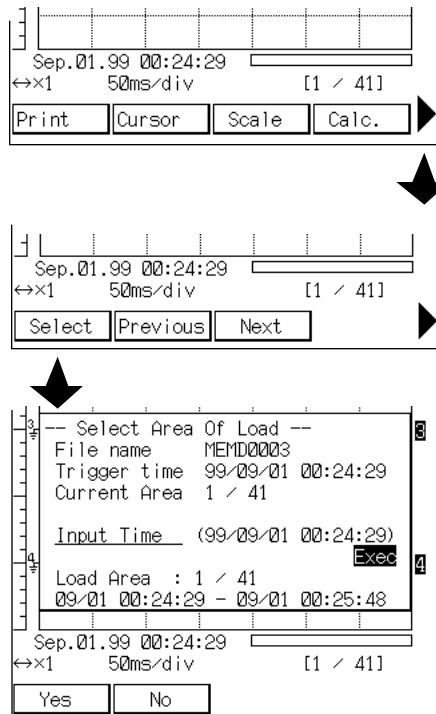 Sep.01.99 00:24:29
↔×1 50ms/div [1 / 41]
Print Cursor Scale Calc.
Sep.01.99 00:24:29
↔×1 50ms/div [1 / 41]
Select Previous Next
3
-- Select Area Of Load --
3
File name MEMD0003
Trigger time 99/09/01 00:24:29
Current Area 1 / 41
Input Time (99/09/01 00:24:29)
Exec
4
4
Load Area : 1 / 41
09/01 00:24:29 - 09/01 00:25:48
Sep.01.99 00:24:29
↔×1 50ms/div [1 / 41]
Yes No